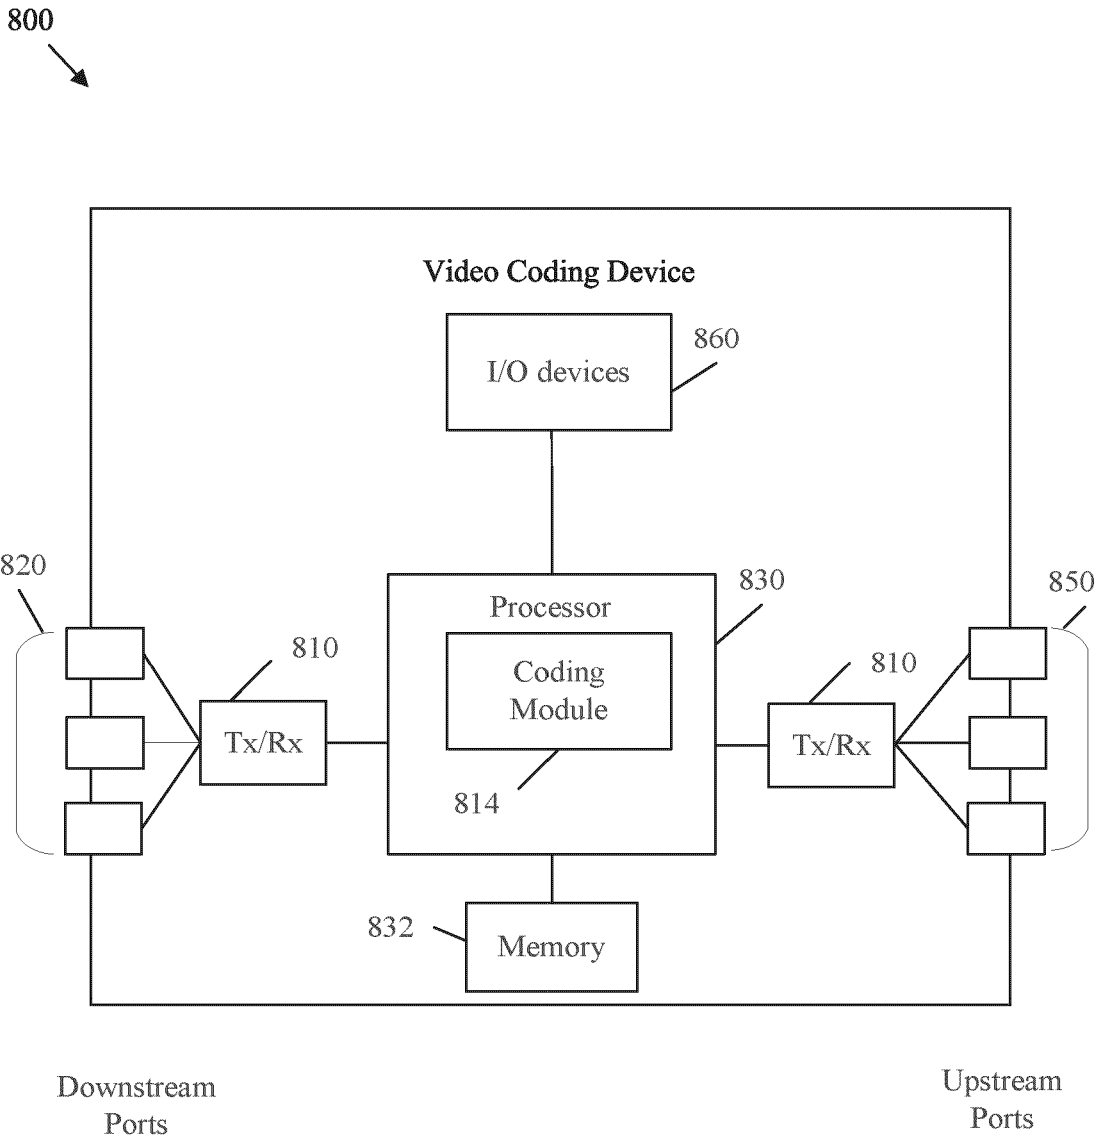 800
Video Coding Device
860
I/O devices
820
830
850
Processor
810
Coding
Module
810
Tx/Rx
Tx/Rx
814
832
Memory
Downstream
Ports
Upstream
Ports